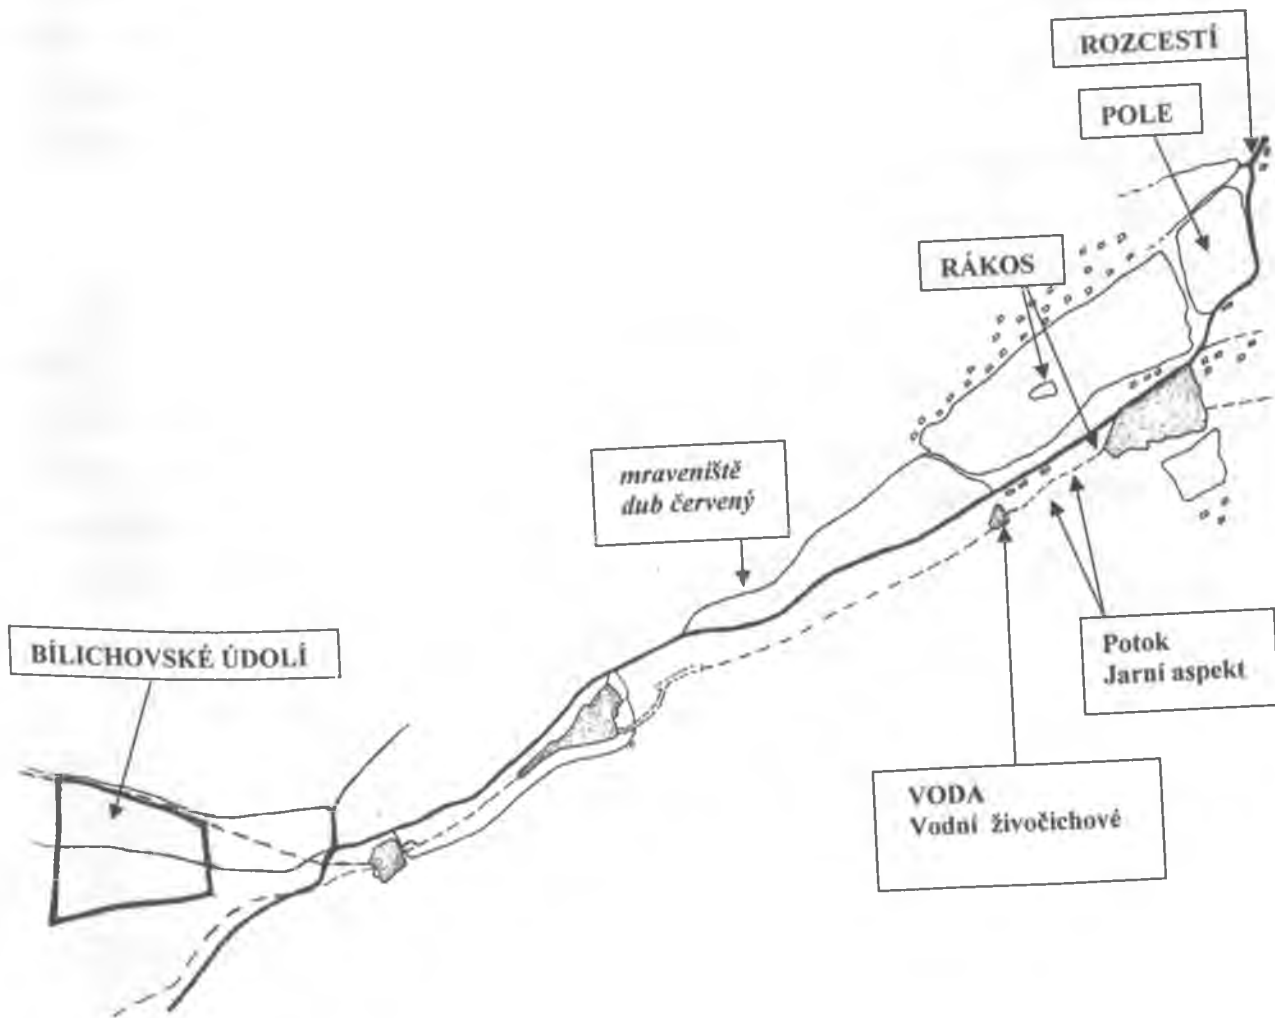 ROZCESTÍ
POLE
RÁKOS
mraveniště
dub červený
BÍLICHOVSKÉ ÚDOLÍ
Potok
Jarní aspekt
VODA
Vodní živočichové